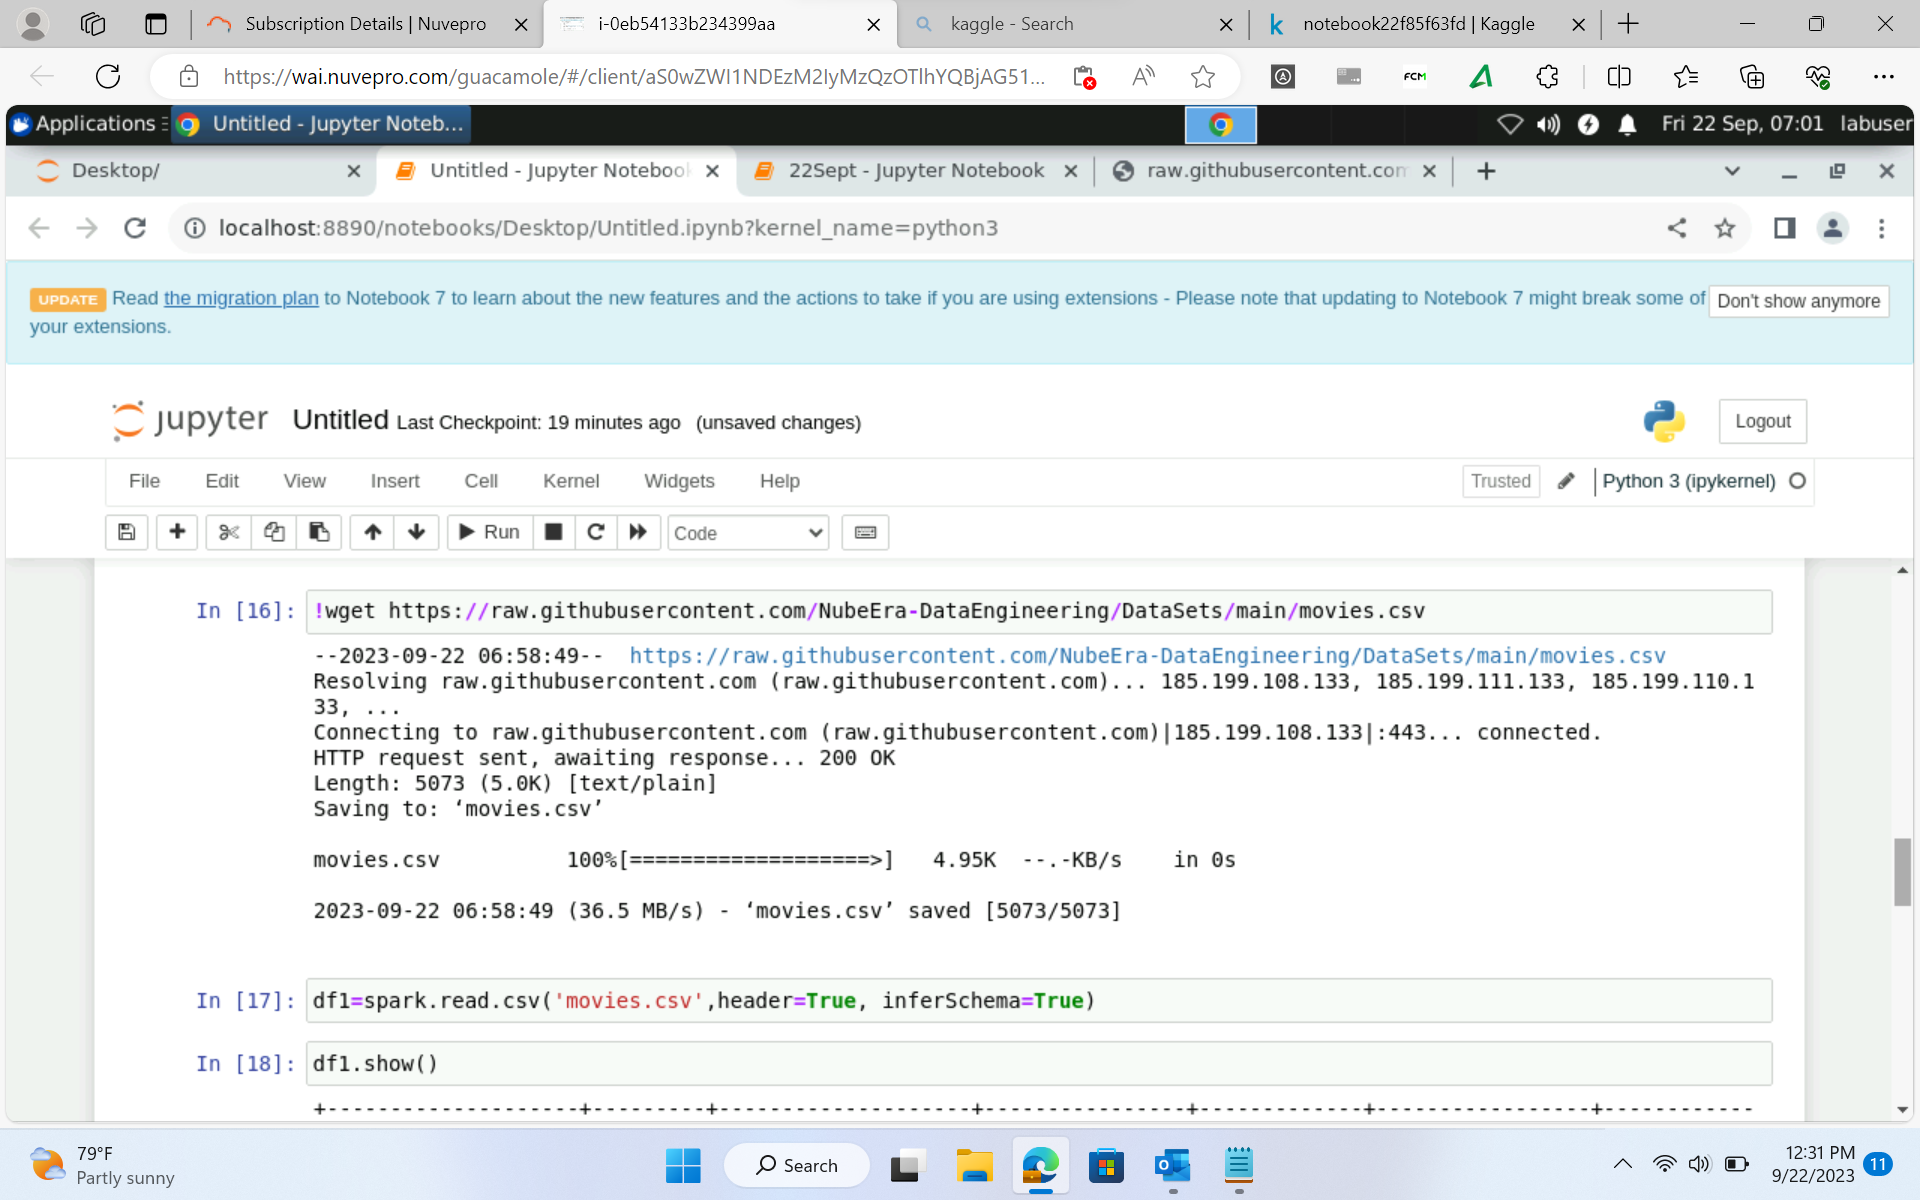 Subscription Details | Nuvepro
i-0eb54133b234399aa
kaggle - Search
notebook22f85f63fd | Kaggle
https://wai.nuvepro.com/guacamole/#/client/aS0wZWI1NDEzM2IyMzQzOTlhYQBjAG51...
FCM
Applications
Untitled - Jupyter Noteb...
Fri 22 Sep, 07:01 labuser
Desktop/
Untitled - Jupyter Notebook
22Sept - Jupyter Notebook
raw.githubusercontent.com
localhost:8890/notebooks/Desktop/Untitled.ipynb?kernel_name=python3
UPDATE Read the migration plan to Notebook 7 to learn about the new features and the actions to take if you are using extensions - Please note that updating to Notebook 7 might break some of
your extensions.
Don't show anymore
jupyter Untitled Last Checkpoint: 19 minutes ago (unsaved changes)
Logout
File Edit View Insert Cell Kernel Widgets Help
Trusted Python 3 (ipykernel)
Run Code
In [16]: !wget https://raw.githubusercontent.com/NubeEra-DataEngineering/DataSets/main/movies.csv
--2023-09-22 06:58:49-- https://raw.githubusercontent.com/NubeEra-DataEngineering/DataSets/main/movies.csv
Resolving raw.githubusercontent.com (raw.githubusercontent.com)... 185.199.108.133, 185.199.111.133, 185.199.110.1
33, ...
Connecting to raw.githubusercontent.com (raw.githubusercontent.com)|185.199.108.133|:443... connected.
HTTP request sent, awaiting response... 200 OK
Length: 5073 (5.0K) [text/plain]
Saving to: ‘movies.csv’
movies.csv 100%[===================>] 4.95K --.-KB/s in 0s
2023-09-22 06:58:49 (36.5 MB/s) - ‘movies.csv’ saved [5073/5073]
In [17]: df1=spark.read.csv('movies.csv',header=True, inferSchema=True)
In [18]: df1.show()
+--------------------+---------+--------------------+----------------+-------------+-----------------+------------
79°F
Partly sunny
Search
12:31 PM
9/22/2023
11